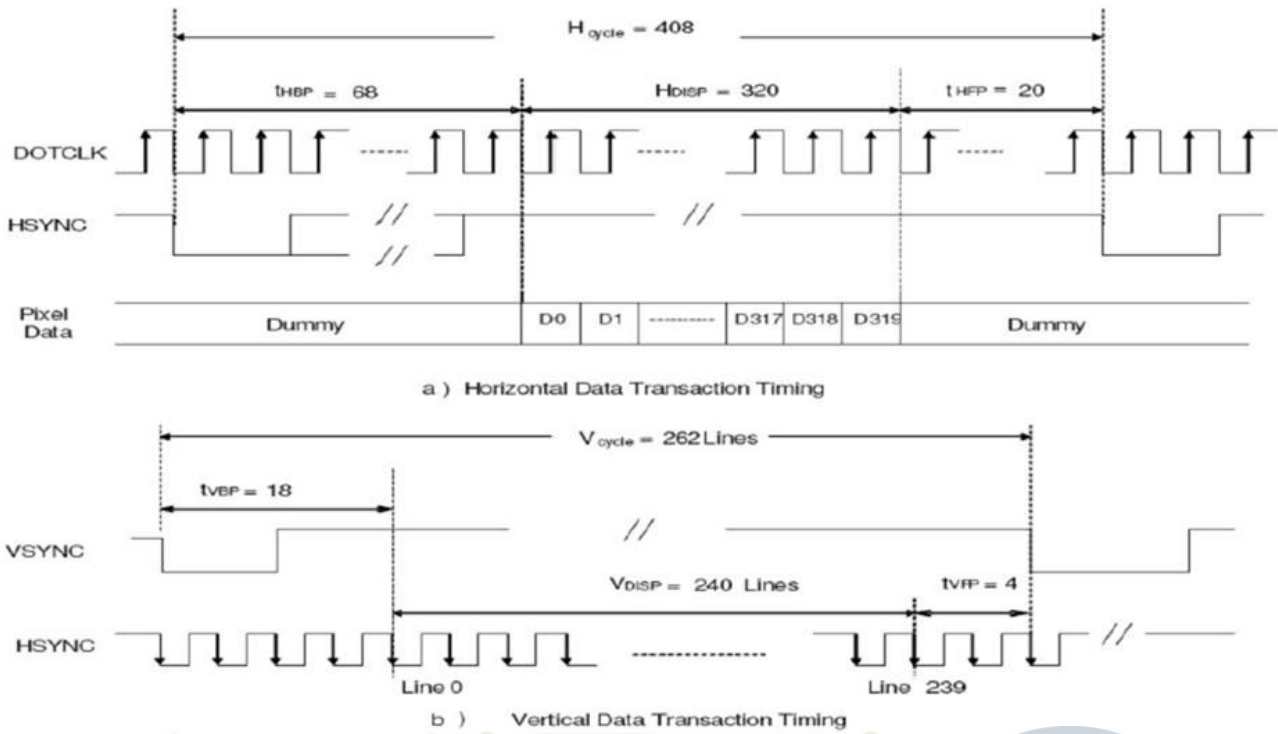 H cycle = 408
tHBP = 68 HDISP = 320 tHFP = 20
DOTCLK
HSYNC
Pixel Data
Dummy D0 D1 D317 D318 D319 Dummy
a ) Horizontal Data Transaction Timing
V cycle = 262 Lines
tVBP = 18
VSYNC
VDISP = 240 Lines tVFP = 4
HSYNC
Line 0 Line 239
b ) Vertical Data Transaction Timing